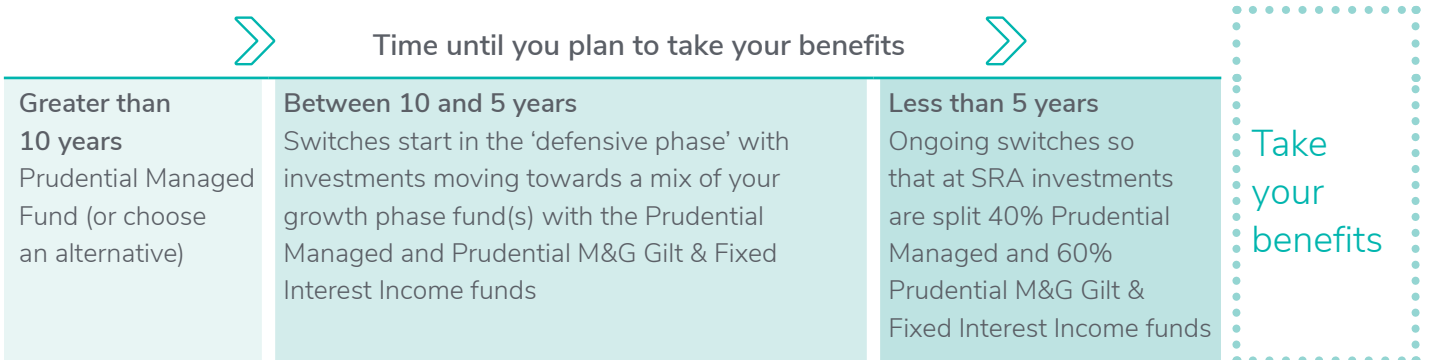 Time until you plan to take your benefits
Greater than
10 years
Prudential Managed
Fund (or choose
an alternative)
Between 10 and 5 years
Switches start in the ‘defensive phase’ with
investments moving towards a mix of your
growth phase fund(s) with the Prudential
Managed and Prudential M&G Gilt & Fixed
Interest Income funds
Less than 5 years
Ongoing switches so
that at SRA investments
are split 40% Prudential
Managed and 60%
Prudential M&G Gilt &
Fixed Interest Income funds
Take
your
benefits